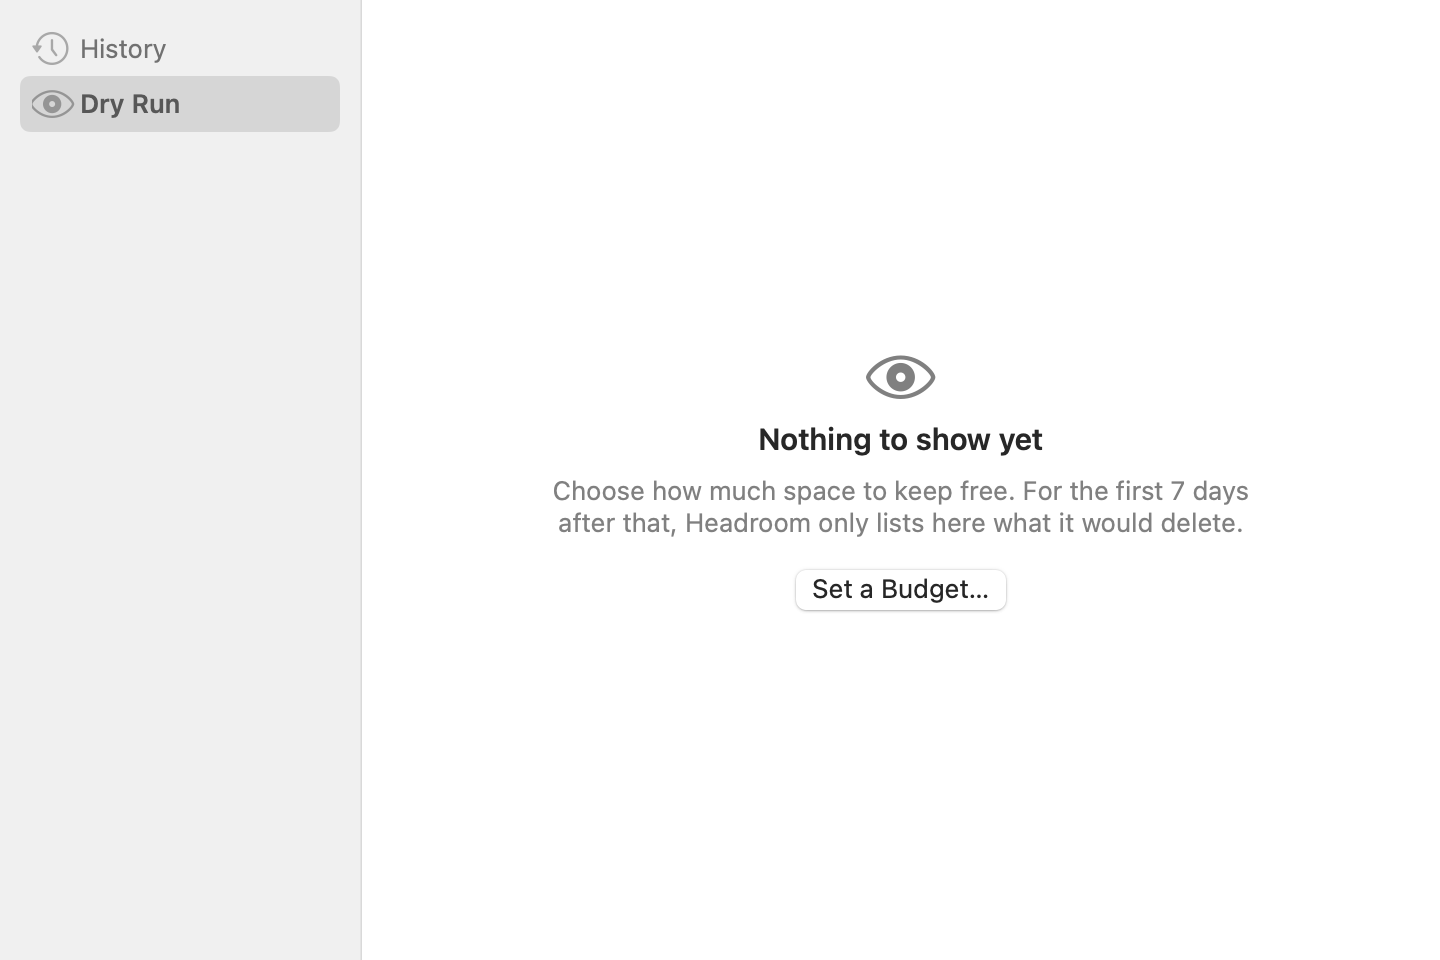 History
Dry Run
Nothing to show yet
Choose how much space to keep free. For the first 7 days
after that, Headroom only lists here what it would delete.
Set a Budget...